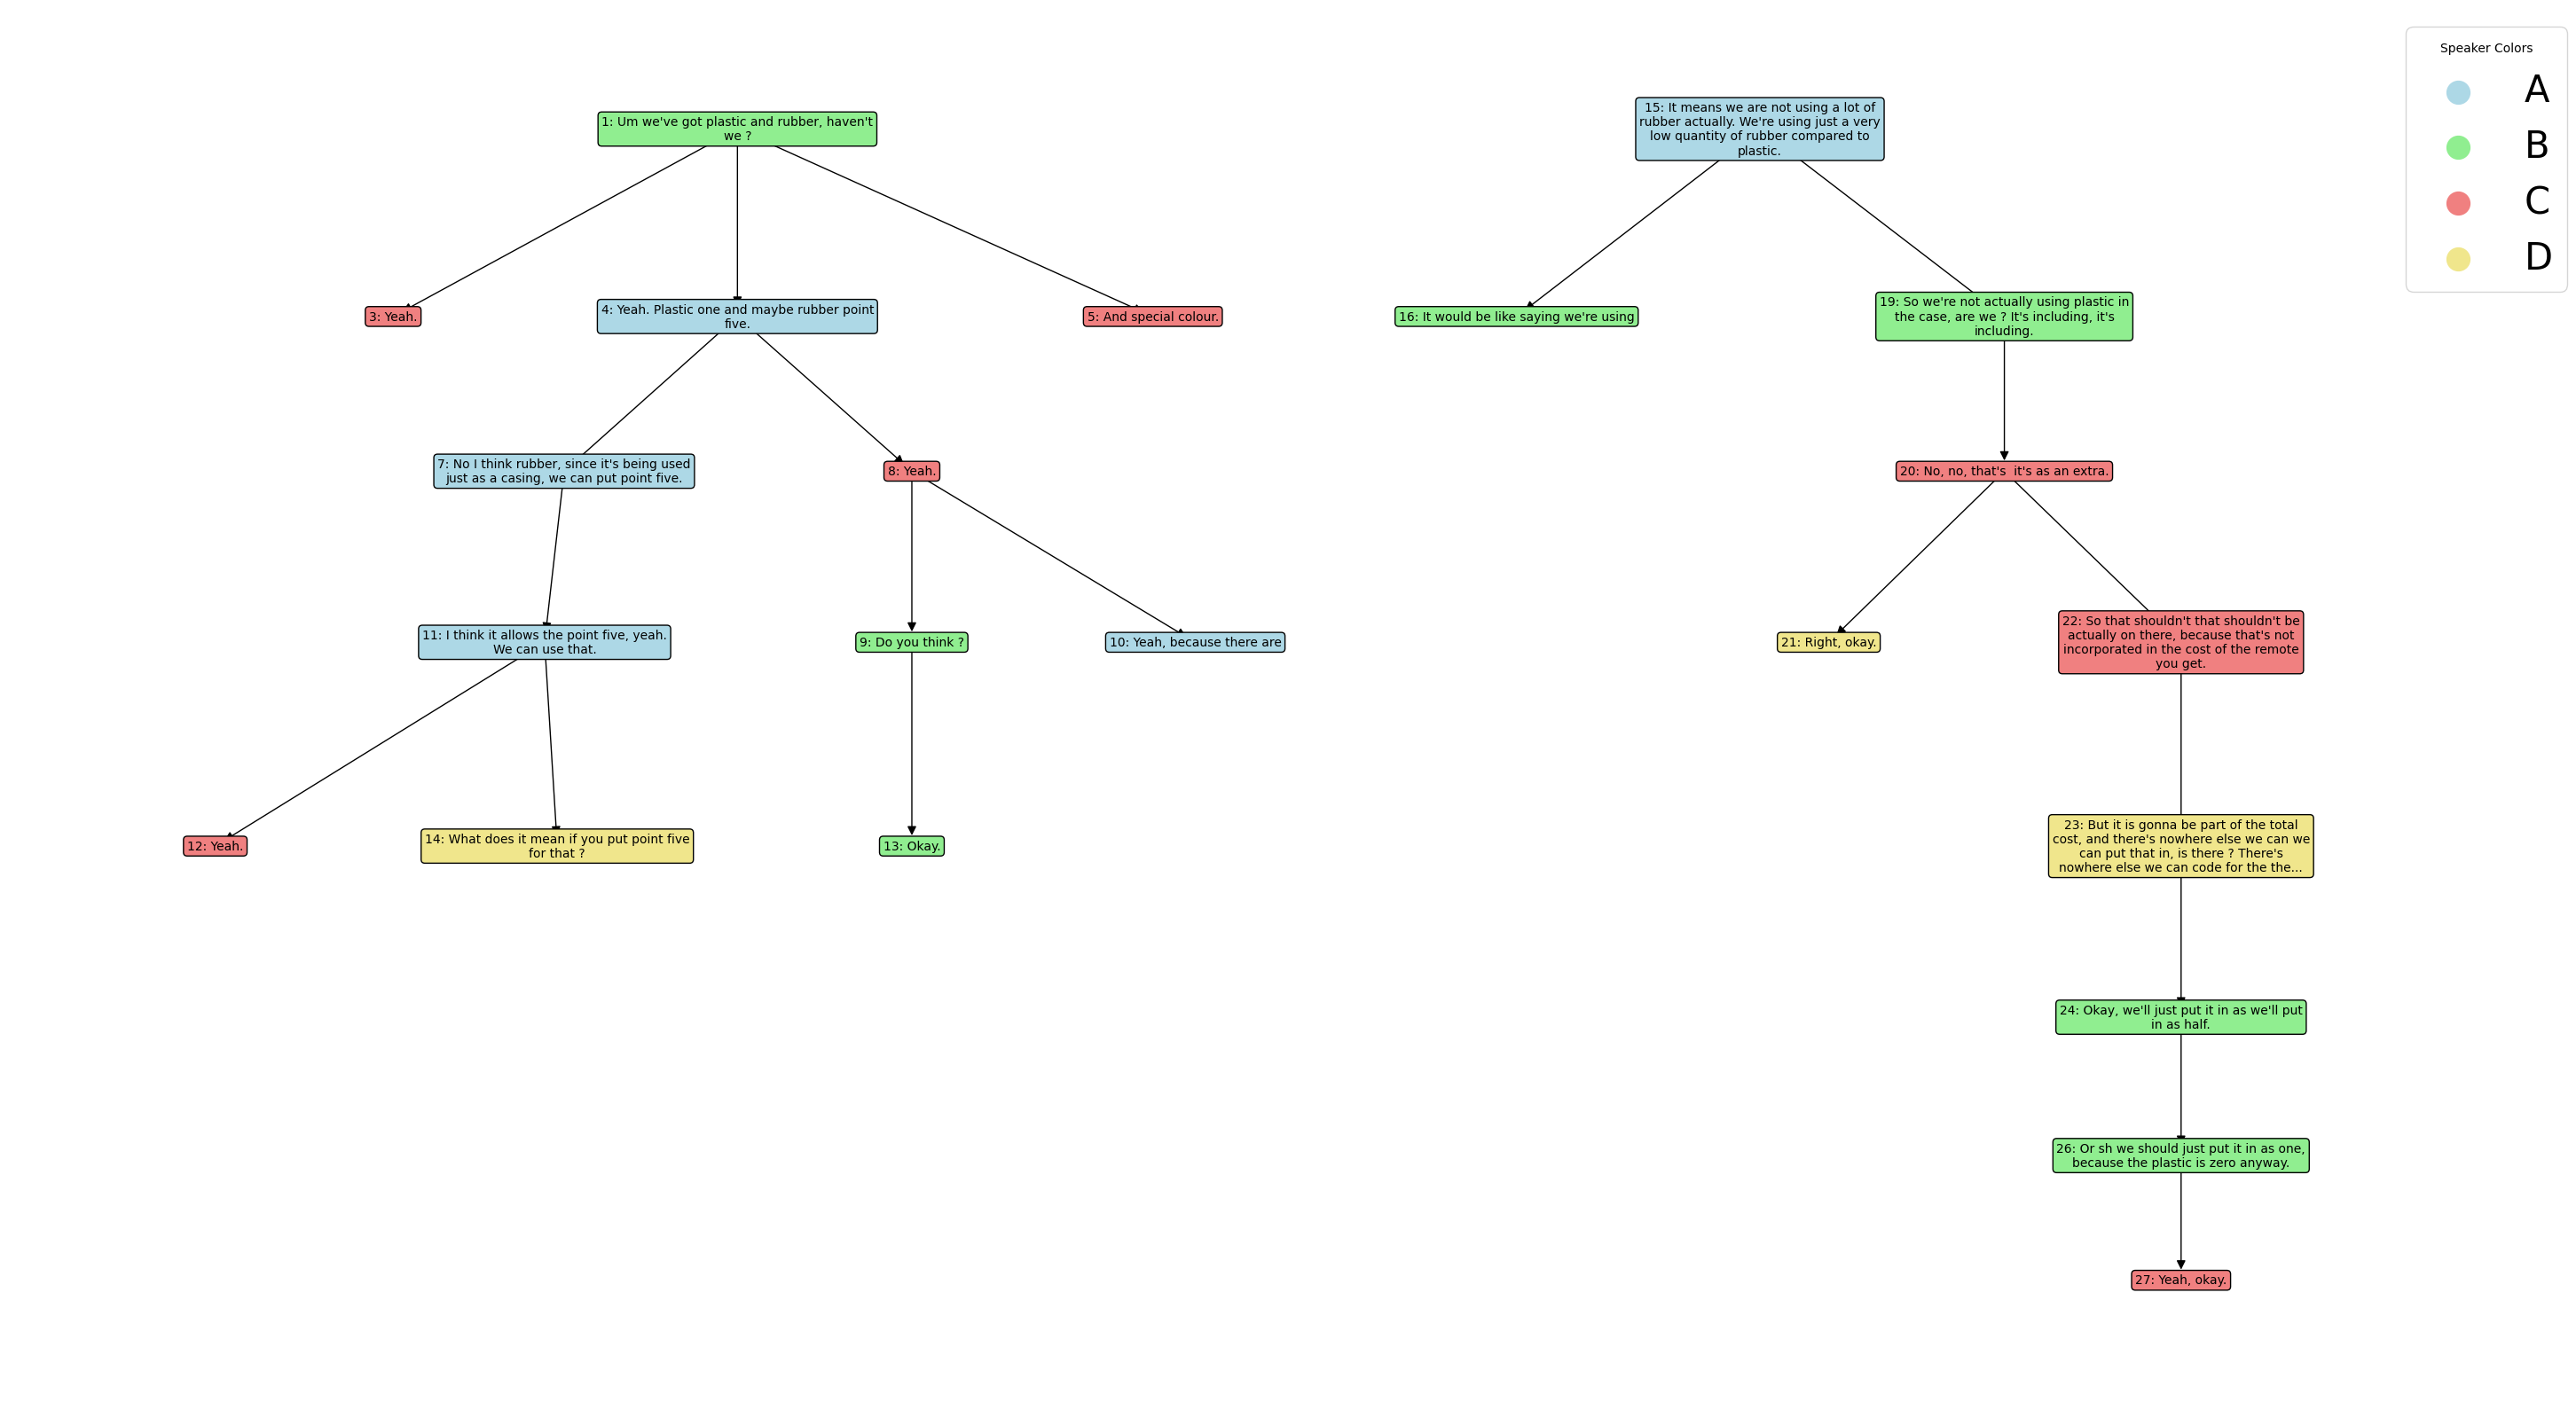 Speaker Colors
A
B
C
D
1: Um we've got plastic and rubber, haven't
we ?
15: It means we are not using a lot of
rubber actually. We're using just a very
low quantity of rubber compared to
plastic.
3: Yeah.
4: Yeah. Plastic one and maybe rubber point
five.
5: And special colour.
16: It would be like saying we're using
19: So we're not actually using plastic in
the case, are we ? It's including, it's
including.
7: No I think rubber, since it's being used
just as a casing, we can put point five.
8: Yeah.
20: No, no, that's  it's as an extra.
11: I think it allows the point five, yeah.
We can use that.
9: Do you think ?
10: Yeah, because there are
21: Right, okay.
22: So that shouldn't that shouldn't be
actually on there, because that's not
incorporated in the cost of the remote
you get.
12: Yeah.
14: What does it mean if you put point five
for that ?
13: Okay.
23: But it is gonna be part of the total
cost, and there's nowhere else we can we
can put that in, is there ? There's
nowhere else we can code for the the...
24: Okay, we'll just put it in as we'll put
in as half.
26: Or sh we should just put it in as one,
because the plastic is zero anyway.
27: Yeah, okay.